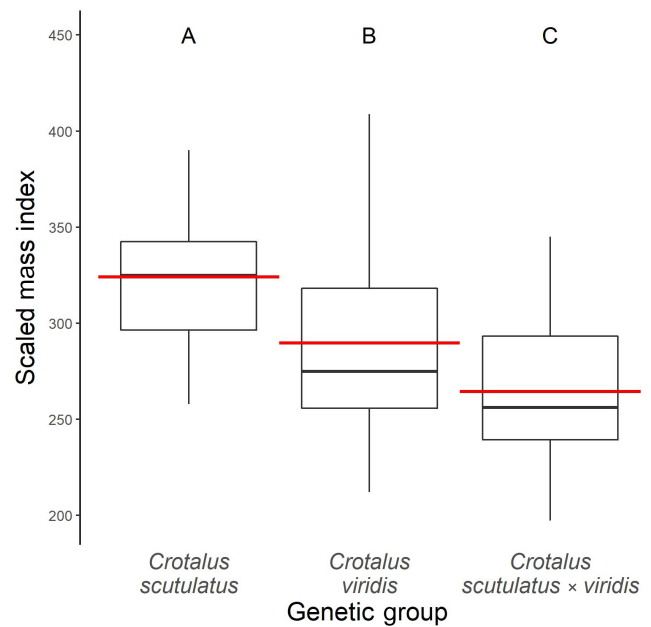 450
400
350
300
250
200
Scaled mass index
A
B
C
Crotalus
scutulatus
Crotalus
viridis
Crotalus
scutulatus × viridis
Genetic group